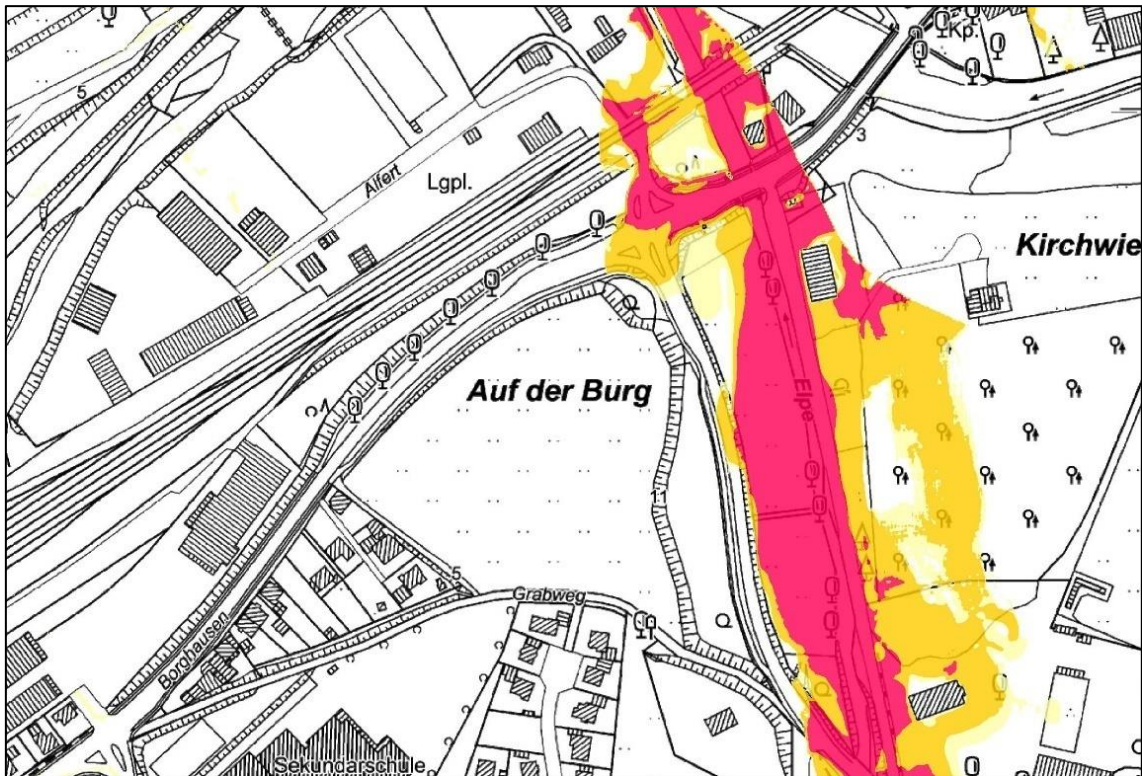 Kp.
5
3
Alfert
Lgpl.
Kirchwie
Auf der Burg
Elpe
11
5
Grabweg
Borghausen
Sekundarschule